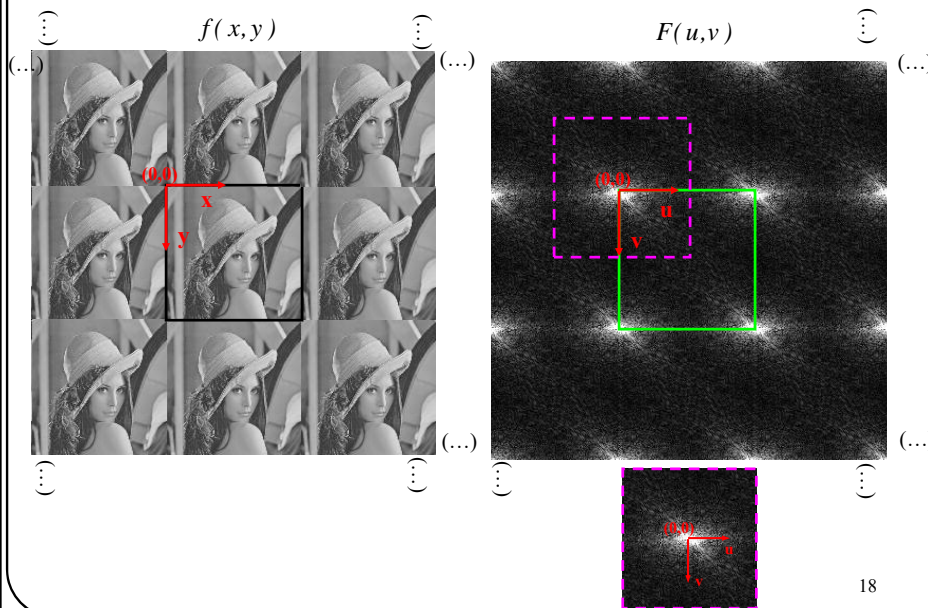 (...) (...) (...)
f(x,y) F(u,v)
(...) (...) (...)
(0,0) (0,0)
x u
y v
(...) (...)
(...) (...) (...) (...)
(0,0)
u
v
18